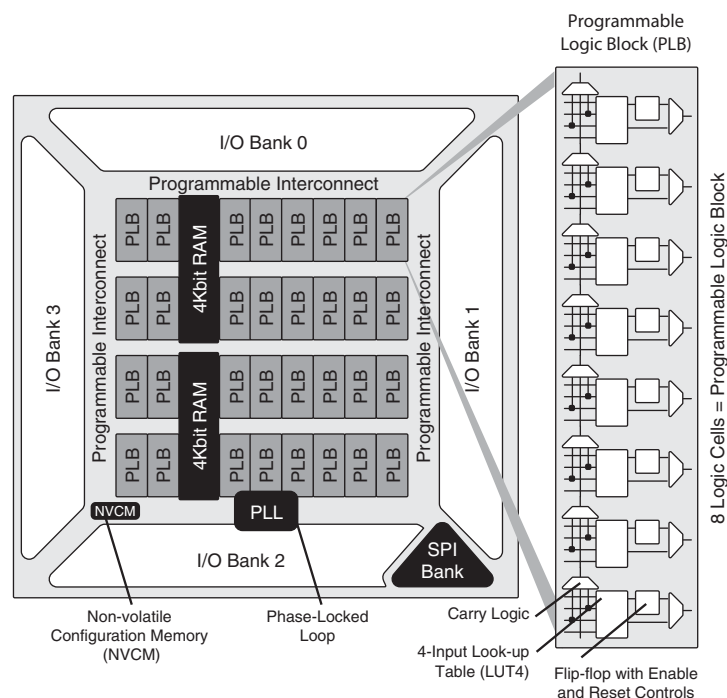 Programmable
Logic Block (PLB)
I/O Bank 0
Programmable Interconnect
I/O Bank 3
Programmable Interconnect
PLB PLB PLB PLB PLB PLB PLB PLB
4Kbit RAM
PLB PLB PLB PLB PLB PLB PLB PLB
PLB PLB PLB PLB PLB PLB PLB PLB
4Kbit RAM
PLB PLB PLB PLB PLB PLB PLB PLB
Programmable Interconnect
I/O Bank 1
8 Logic Cells = Programmable Logic Block
NVCM
PLL
I/O Bank 2
SPI
Bank
Non-volatile
Configuration Memory
(NVCM)
Phase-Locked
Loop
Carry Logic
4-Input Look-up
Table (LUT4)
Flip-flop with Enable
and Reset Controls